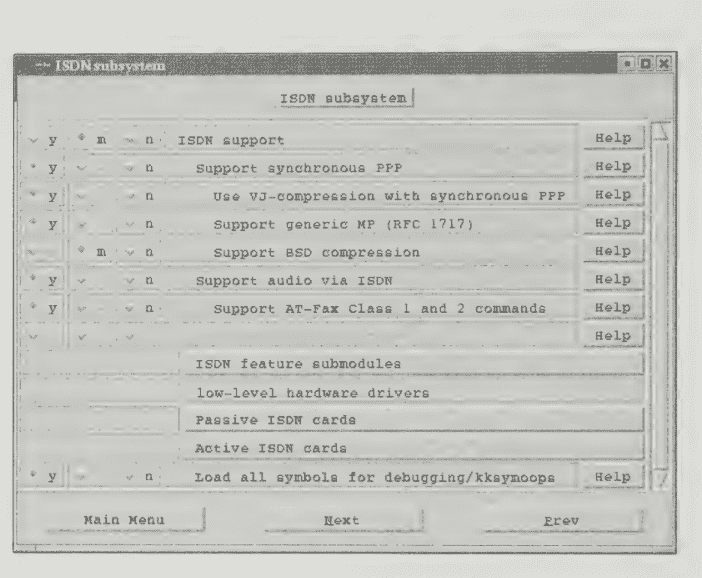 ISDN subsystem
ISDN subsystem
y m n ISDN support Help
y n Support synchronous PPP Help
y n Use VJ-compression with synchronous PPP Help
y n Support generic MP (RFC 1717) Help
m n Support BSD compression Help
y n Support audio via ISDN Help
y n Support AT-Fax Class 1 and 2 commands Help
Help
ISDN feature submodules
low-level hardware drivers
Passive ISDN cards
Active ISDN cards
y n Load all symbols for debugging/kksymoops Help
Main Menu Next Prev